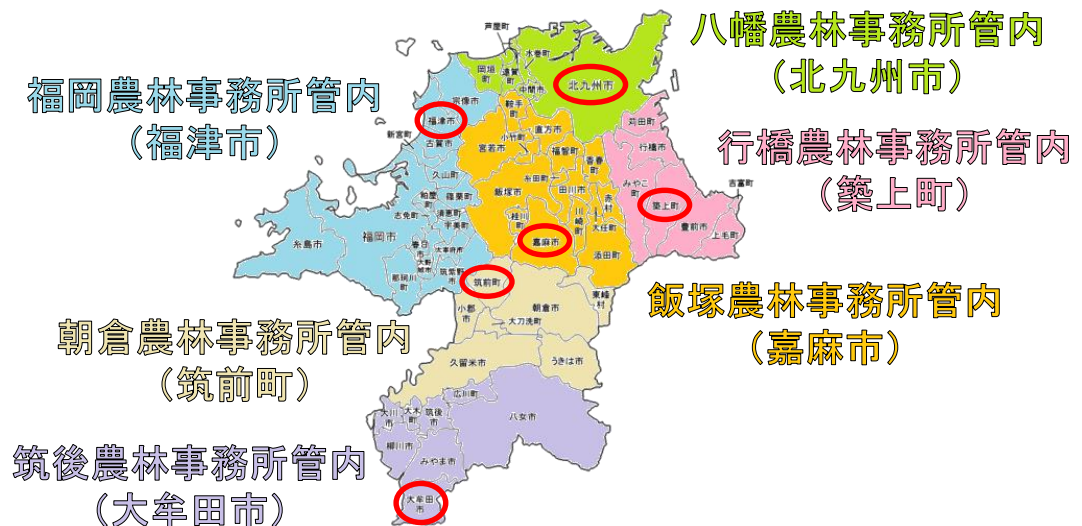 八幡農林事務所管内
（北九州市）
福岡農林事務所管内
（福津市）
行橋農林事務所管内
（築上町）
飯塚農林事務所管内
（嘉麻市）
朝倉農林事務所管内
（筑前町）
筑後農林事務所管内
（大牟田市）
芦屋町
水巻町
岡垣町
遠賀町
中間市
北九州市
宗像市
福津市
鞍手町
直方市
小竹町
宮若市
福智町
香春町
苅田町
行橋市
新宮町
古賀市
久山町
糸田町
田川市
みやこ町
吉富町
築上町
粕屋町
篠栗町
飯塚市
赤村
志免町
須恵町
宇美町
桂川町
川崎町
大任町
豊前市
上毛町
糸島市
福岡市
春日市
大野城市
太宰府市
嘉麻市
添田町
那珂川町
筑紫野市
筑前町
東峰村
小郡市
朝倉市
大刀洗町
久留米市
うきは市
広川町
大川市
大木町
筑後市
八女市
柳川市
みやま市
大牟田市